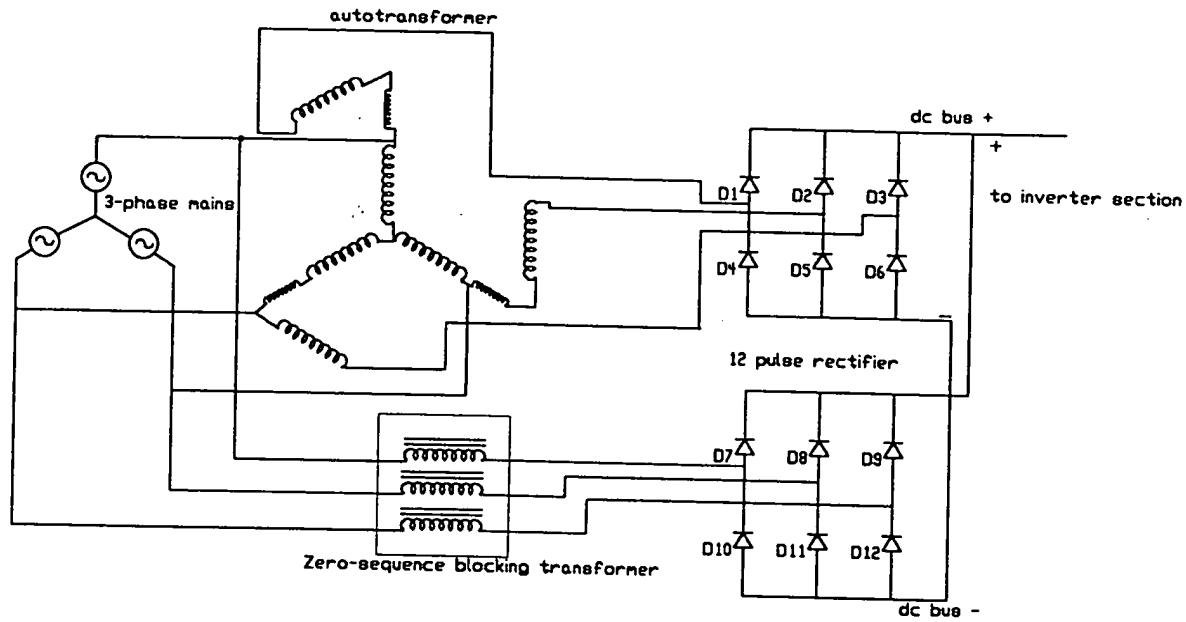 autotransformer
dc bus +
+
3-phase mains
D1
D2
D3
to inverter section
D4
D5
D6
-
12 pulse rectifier
D7
D8
D9
D10
D11
D12
Zero-sequence blocking transformer
dc bus -